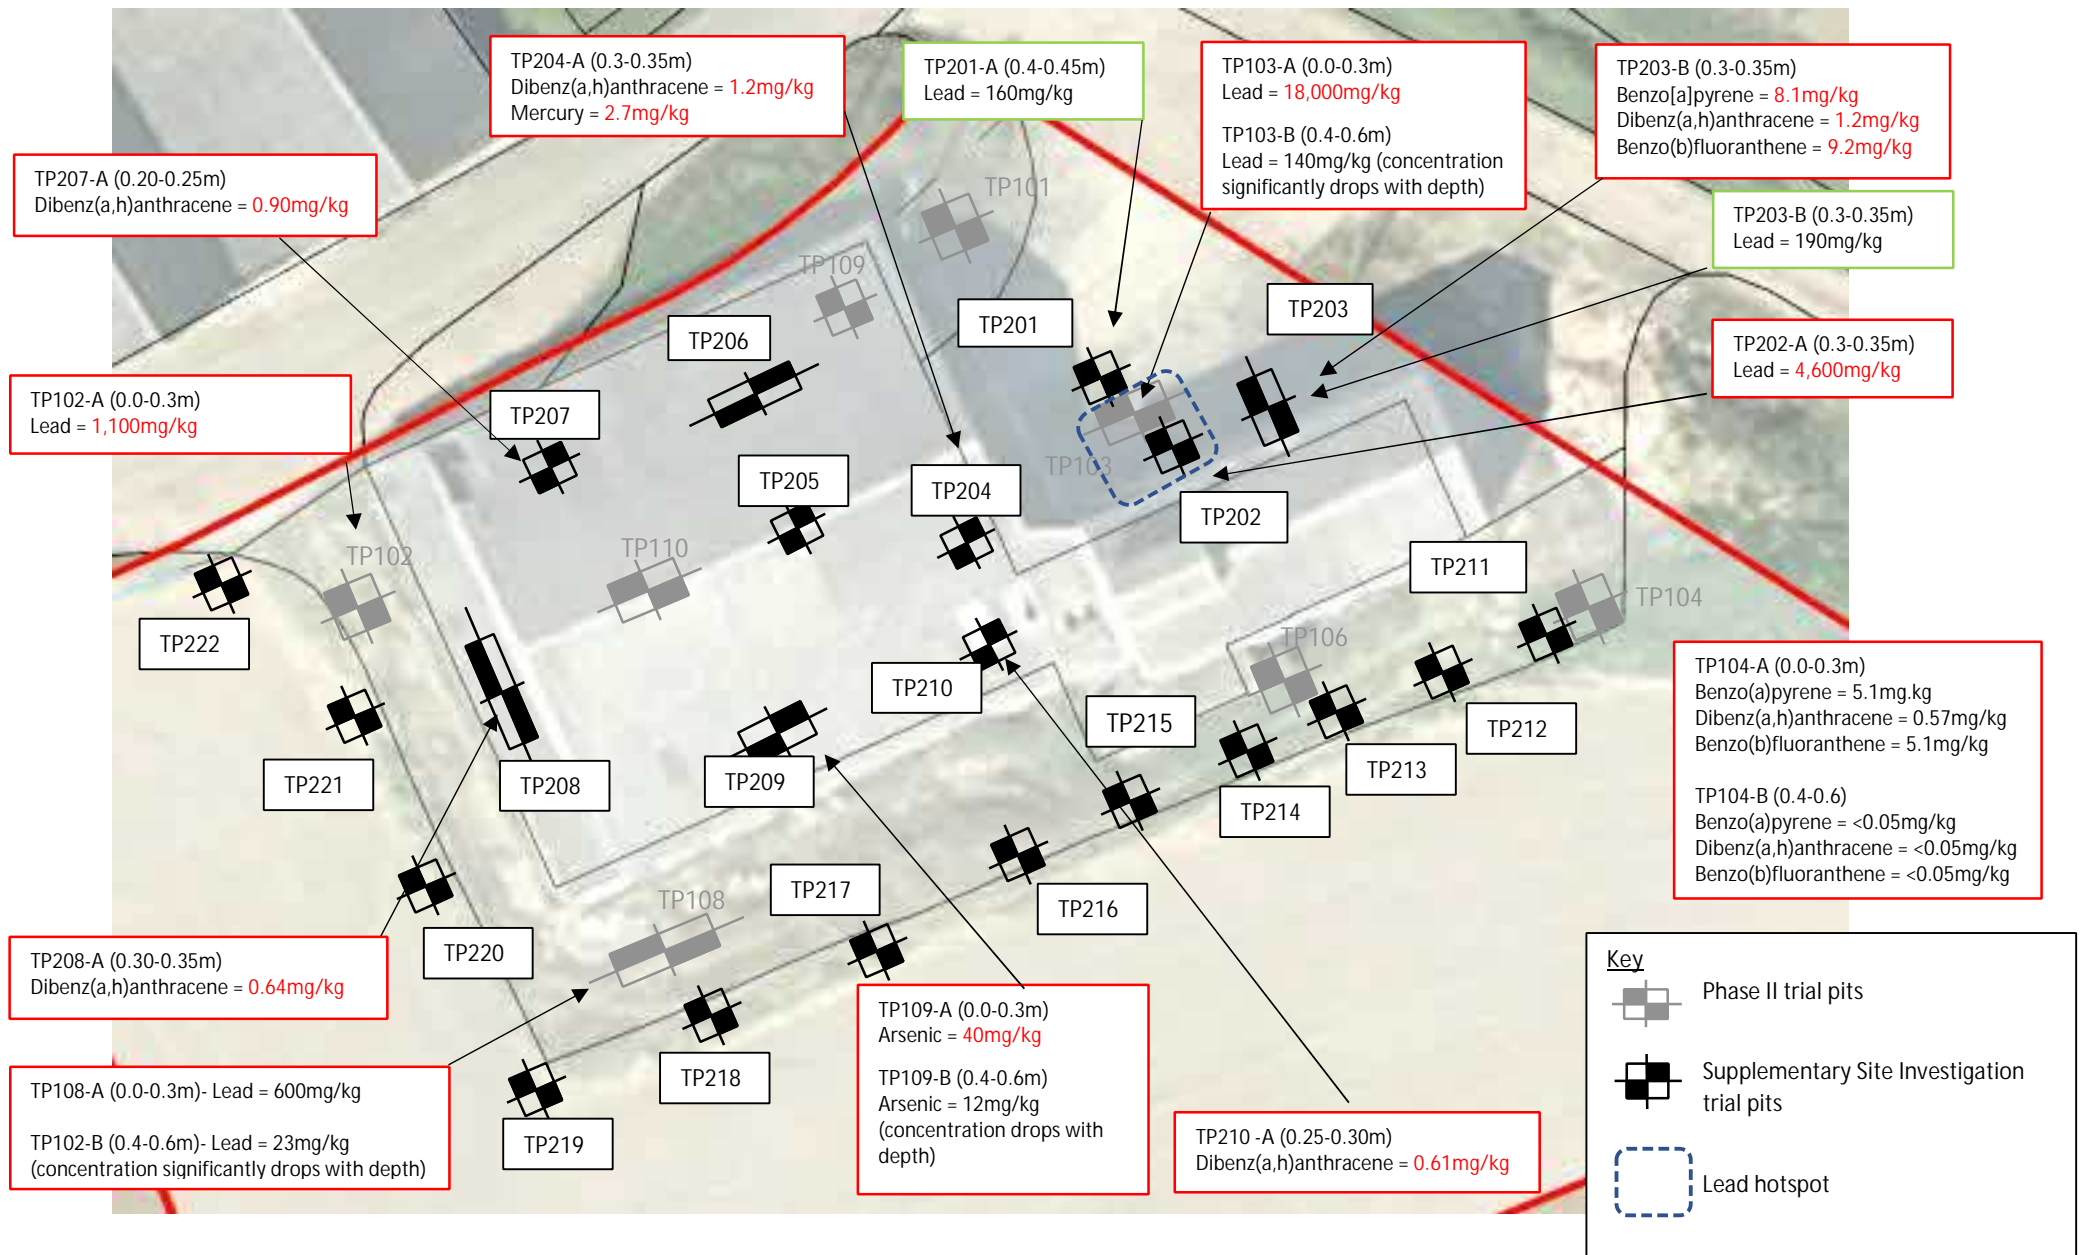 TP204-A (0.3-0.35m)
Dibenz(a,h)anthracene = 1.2mg/kg
Mercury = 2.7mg/kg
TP201-A (0.4-0.45m)
Lead = 160mg/kg
TP103-A (0.0-0.3m)
Lead = 18,000mg/kg
TP103-B (0.4-0.6m)
Lead = 140mg/kg (concentration
significantly drops with depth)
TP203-B (0.3-0.35m)
Benzo[a]pyrene = 8.1mg/kg
Dibenz(a,h)anthracene = 1.2mg/kg
Benzo(b)fluoranthene = 9.2mg/kg
TP207-A (0.20-0.25m)
Dibenz(a,h)anthracene = 0.90mg/kg
TP203-B (0.3-0.35m)
Lead = 190mg/kg
TP101
TP109
TP201
TP203
TP206
TP202-A (0.3-0.35m)
Lead = 4,600mg/kg
TP102-A (0.0-0.3m)
Lead = 1,100mg/kg
TP207
TP103
TP205
TP204
TP202
TP102
TP110
TP211
TP104
TP222
TP106
TP210
TP215
TP212
TP104-A (0.0-0.3m)
Benzo(a)pyrene = 5.1mg.kg
Dibenz(a,h)anthracene = 0.57mg/kg
Benzo(b)fluoranthene = 5.1mg/kg
TP104-B (0.4-0.6)
Benzo(a)pyrene = <0.05mg/kg
Dibenz(a,h)anthracene = <0.05mg/kg
Benzo(b)fluoranthene = <0.05mg/kg
TP221
TP208
TP209
TP213
TP214
TP217
TP108
TP216
TP220
TP208-A (0.30-0.35m)
Dibenz(a,h)anthracene = 0.64mg/kg
TP109-A (0.0-0.3m)
Arsenic = 40mg/kg
TP109-B (0.4-0.6m)
Arsenic = 12mg/kg
(concentration drops with
depth)
TP218
TP108-A (0.0-0.3m)- Lead = 600mg/kg
TP102-B (0.4-0.6m)- Lead = 23mg/kg
(concentration significantly drops with depth)
TP219
TP210 -A (0.25-0.30m)
Dibenz(a,h)anthracene = 0.61mg/kg
Key
Phase II trial pits
Supplementary Site Investigation
trial pits
Lead hotspot